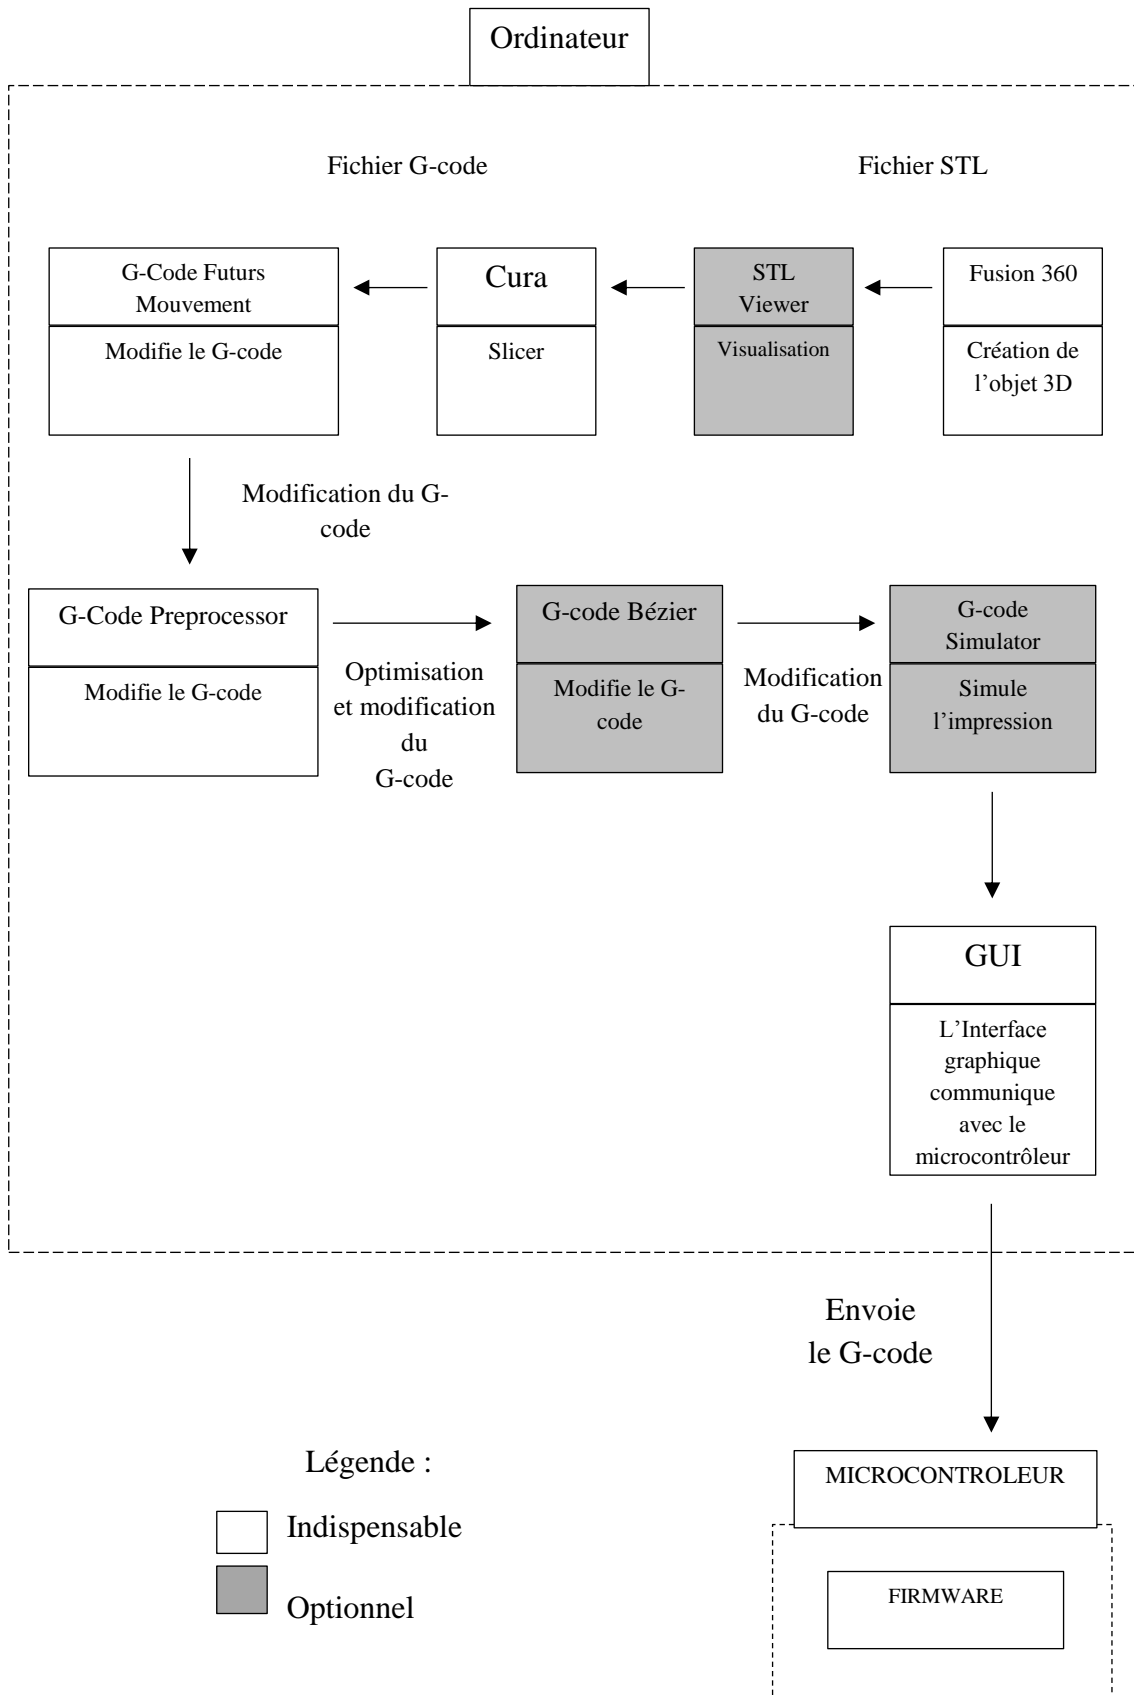 Ordinateur
Fichier G-code
Fichier STL
G-Code Futurs
Mouvement
Modifie le G-code
Cura
Slicer
STL
Viewer
Visualisation
Fusion 360
Création de
l’objet 3D
Modification du G-
code
G-Code Preprocessor
Modifie le G-code
Optimisation
et modification
du
G-code
G-code Bézier
Modifie le G-
code
Modification
du G-code
G-code
Simulator
Simule
l’impression
GUI
L’Interface
graphique
communique
avec le
microcontrôleur
Envoie
le G-code
Légende :
Indispensable
Optionnel
MICROCONTROLEUR
FIRMWARE